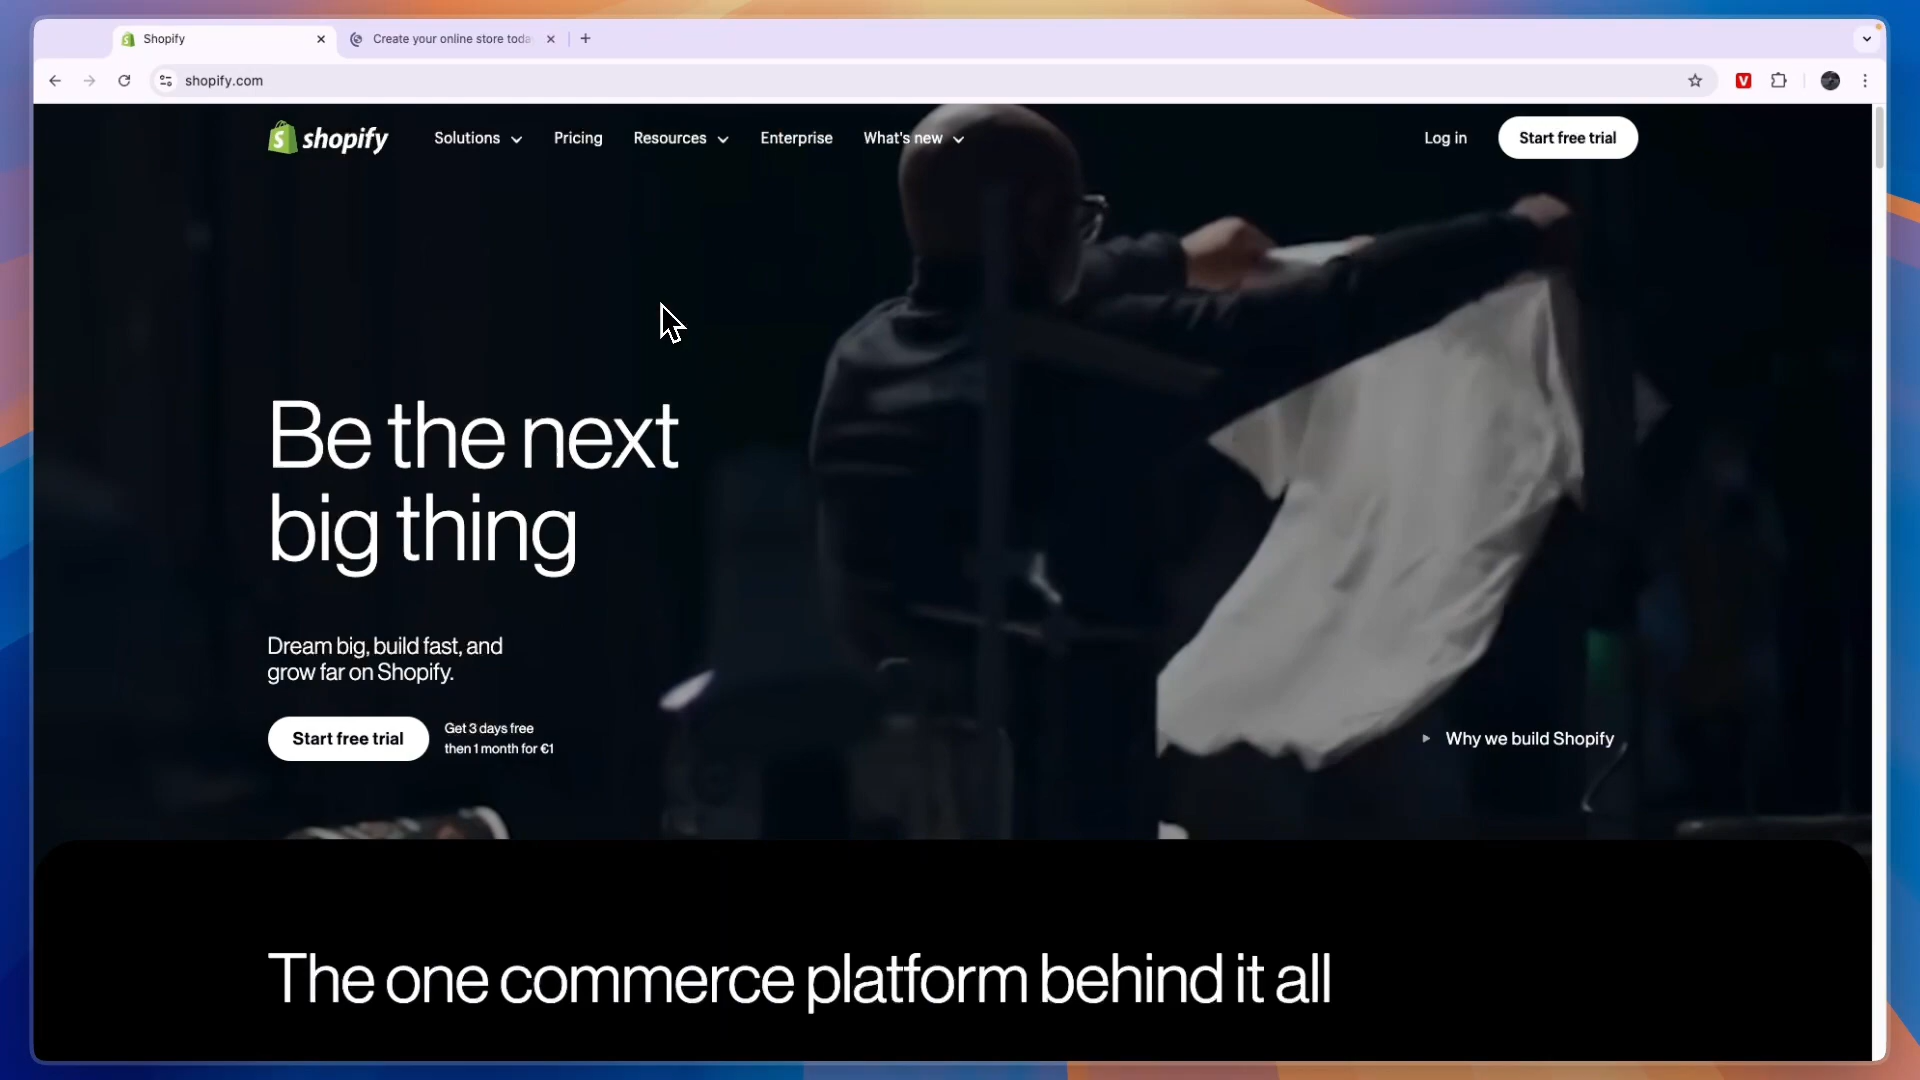 Shopify
Create your online store toda
shopify.com
shopify
Solutions
Pricing
Resources
Enterprise
What's new
Log in
Start free trial
Be the next
big thing
Dream big, build fast, and
grow far on Shopify.
Start free trial
Get 3 days free
then 1 month for €1
Why we build Shopify
The one commerce platform behind it all